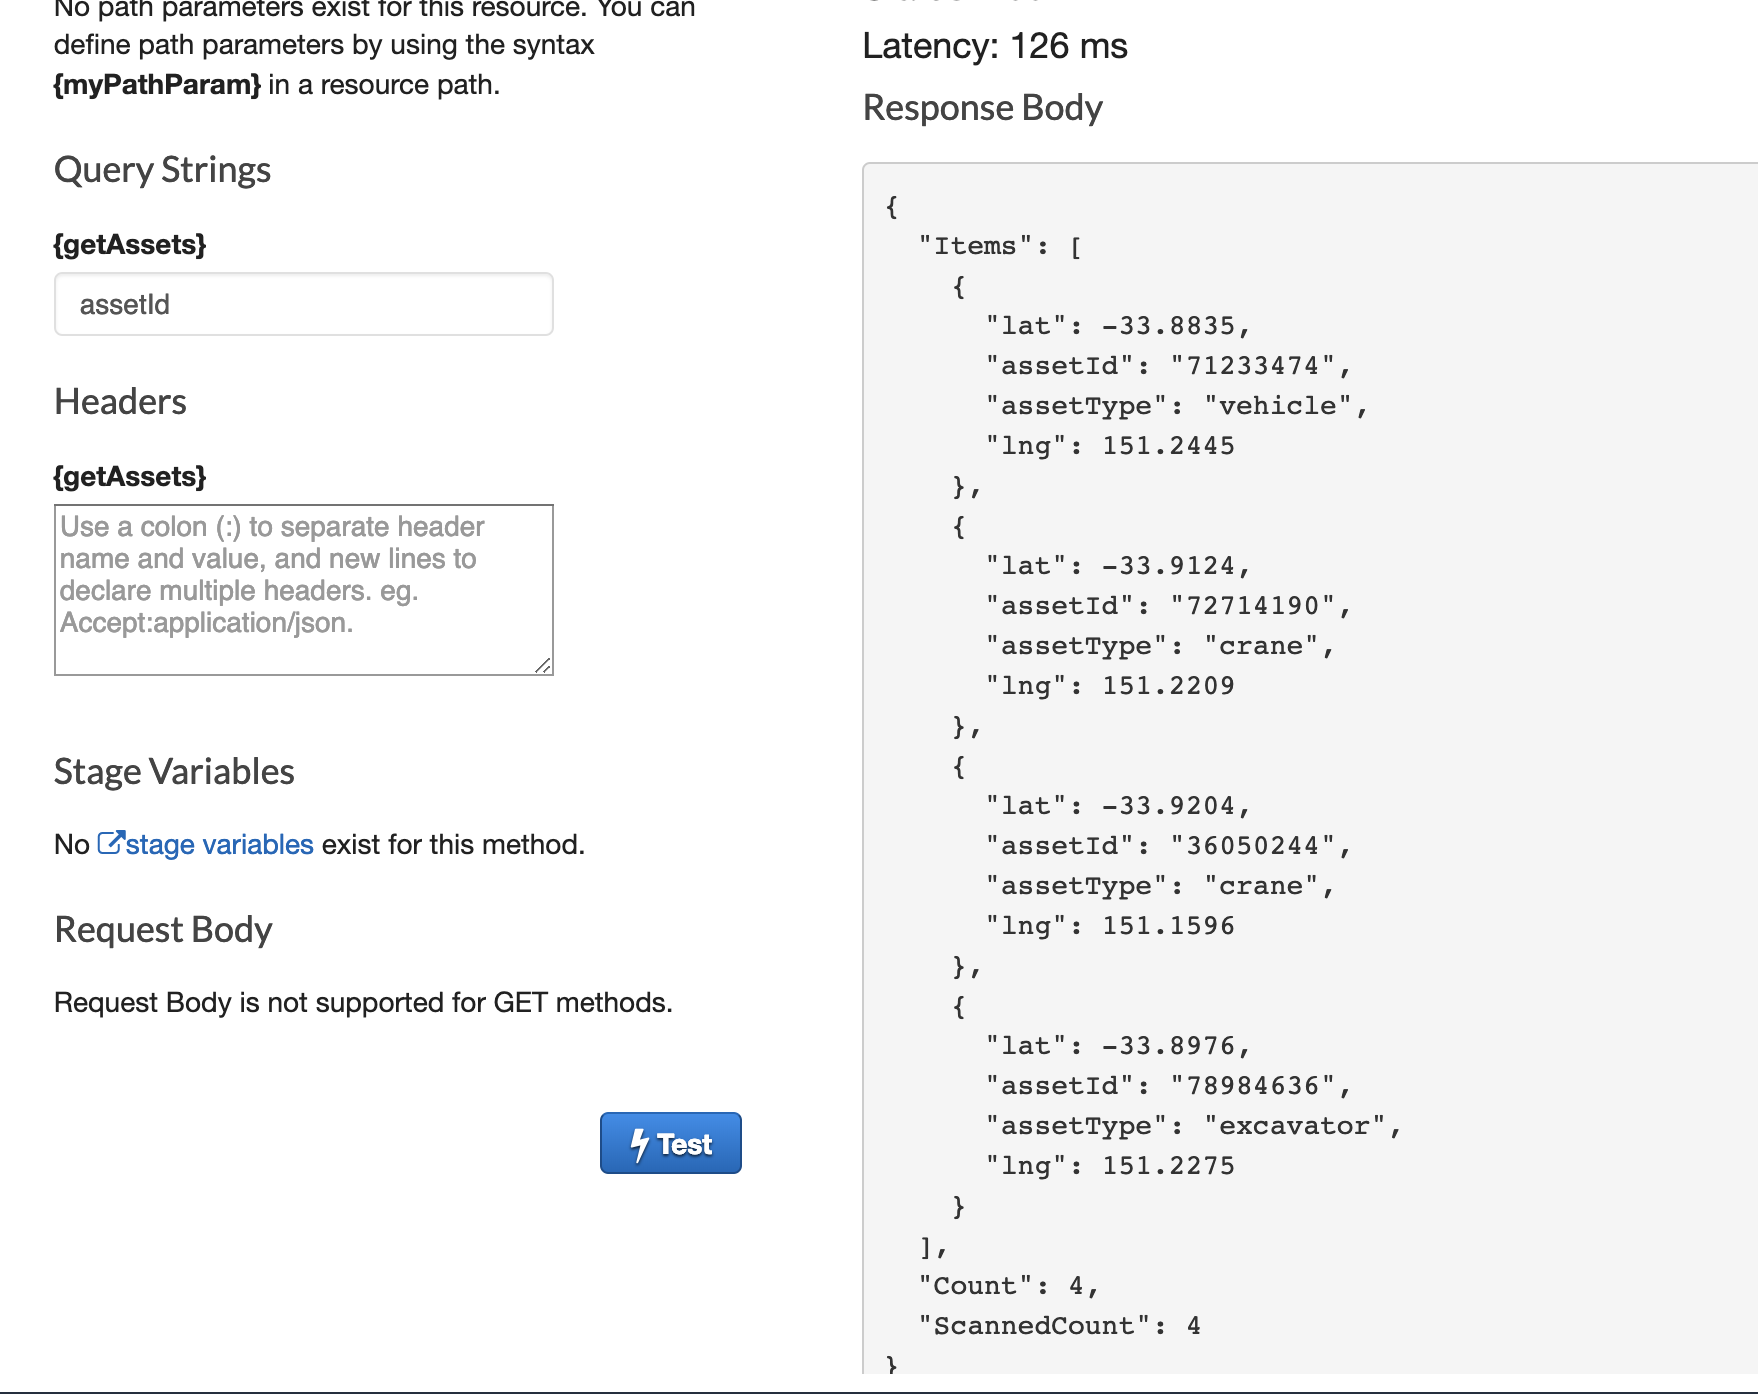 No path parameters exist for this resource. You can
define path parameters by using the syntax
{myPathParam} in a resource path.
Query Strings
{getAssets}
assetId
Headers
{getAssets}
Use a colon (:) to separate header
name and value, and new lines to
declare multiple headers. eg.
Accept:application/json.
Stage Variables
No stage variables exist for this method.
Request Body
Request Body is not supported for GET methods.
Test
Latency: 126 ms
Response Body
{
"Items": [
{
"lat": -33.8835,
"assetId": "71233474",
"assetType": "vehicle",
"lng": 151.2445
},
{
"lat": -33.9124,
"assetId": "72714190",
"assetType": "crane",
"lng": 151.2209
},
{
"lat": -33.9204,
"assetId": "36050244",
"assetType": "crane",
"lng": 151.1596
},
{
"lat": -33.8976,
"assetId": "78984636",
"assetType": "excavator",
"lng": 151.2275
}
],
"Count": 4,
"ScannedCount": 4
}